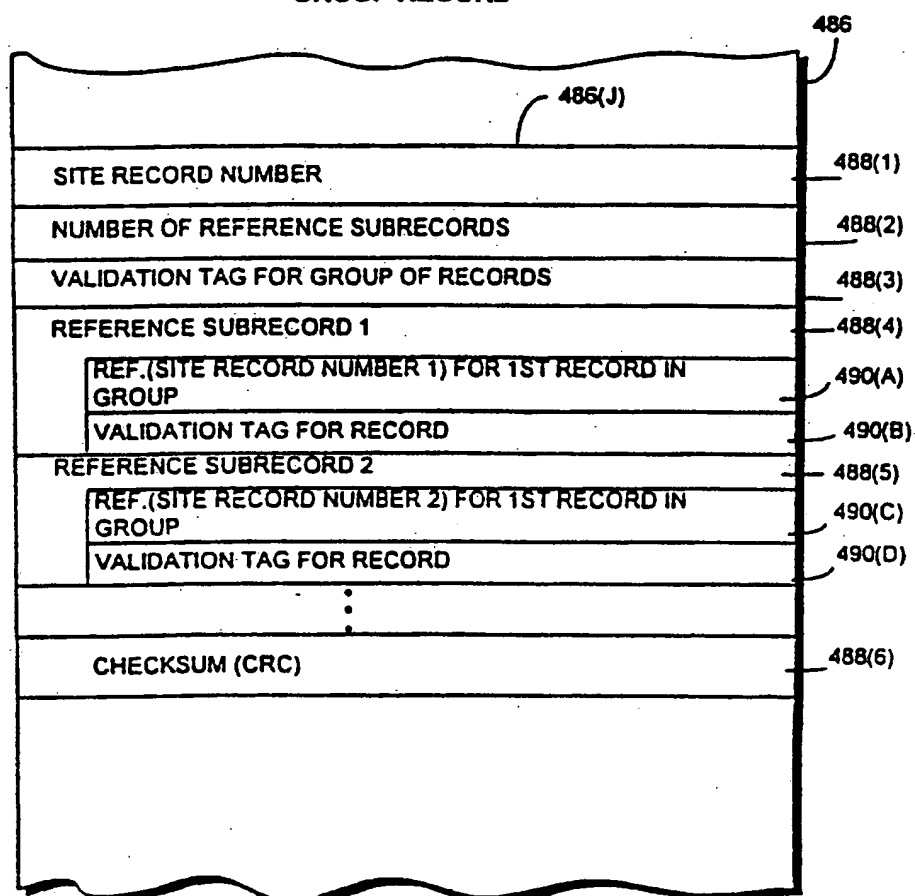 GROUP RECORD
486
486(J)
SITE RECORD NUMBER
488(1)
NUMBER OF REFERENCE SUBRECORDS
488(2)
VALIDATION TAG FOR GROUP OF RECORDS
488(3)
REFERENCE SUBRECORD 1
488(4)
REF.(SITE RECORD NUMBER 1) FOR 1ST RECORD IN
GROUP
490(A)
VALIDATION TAG FOR RECORD
490(B)
REFERENCE SUBRECORD 2
488(5)
REF.(SITE RECORD NUMBER 2) FOR 1ST RECORD IN
GROUP
490(C)
VALIDATION TAG FOR RECORD
490(D)
CHECKSUM (CRC)
488(6)